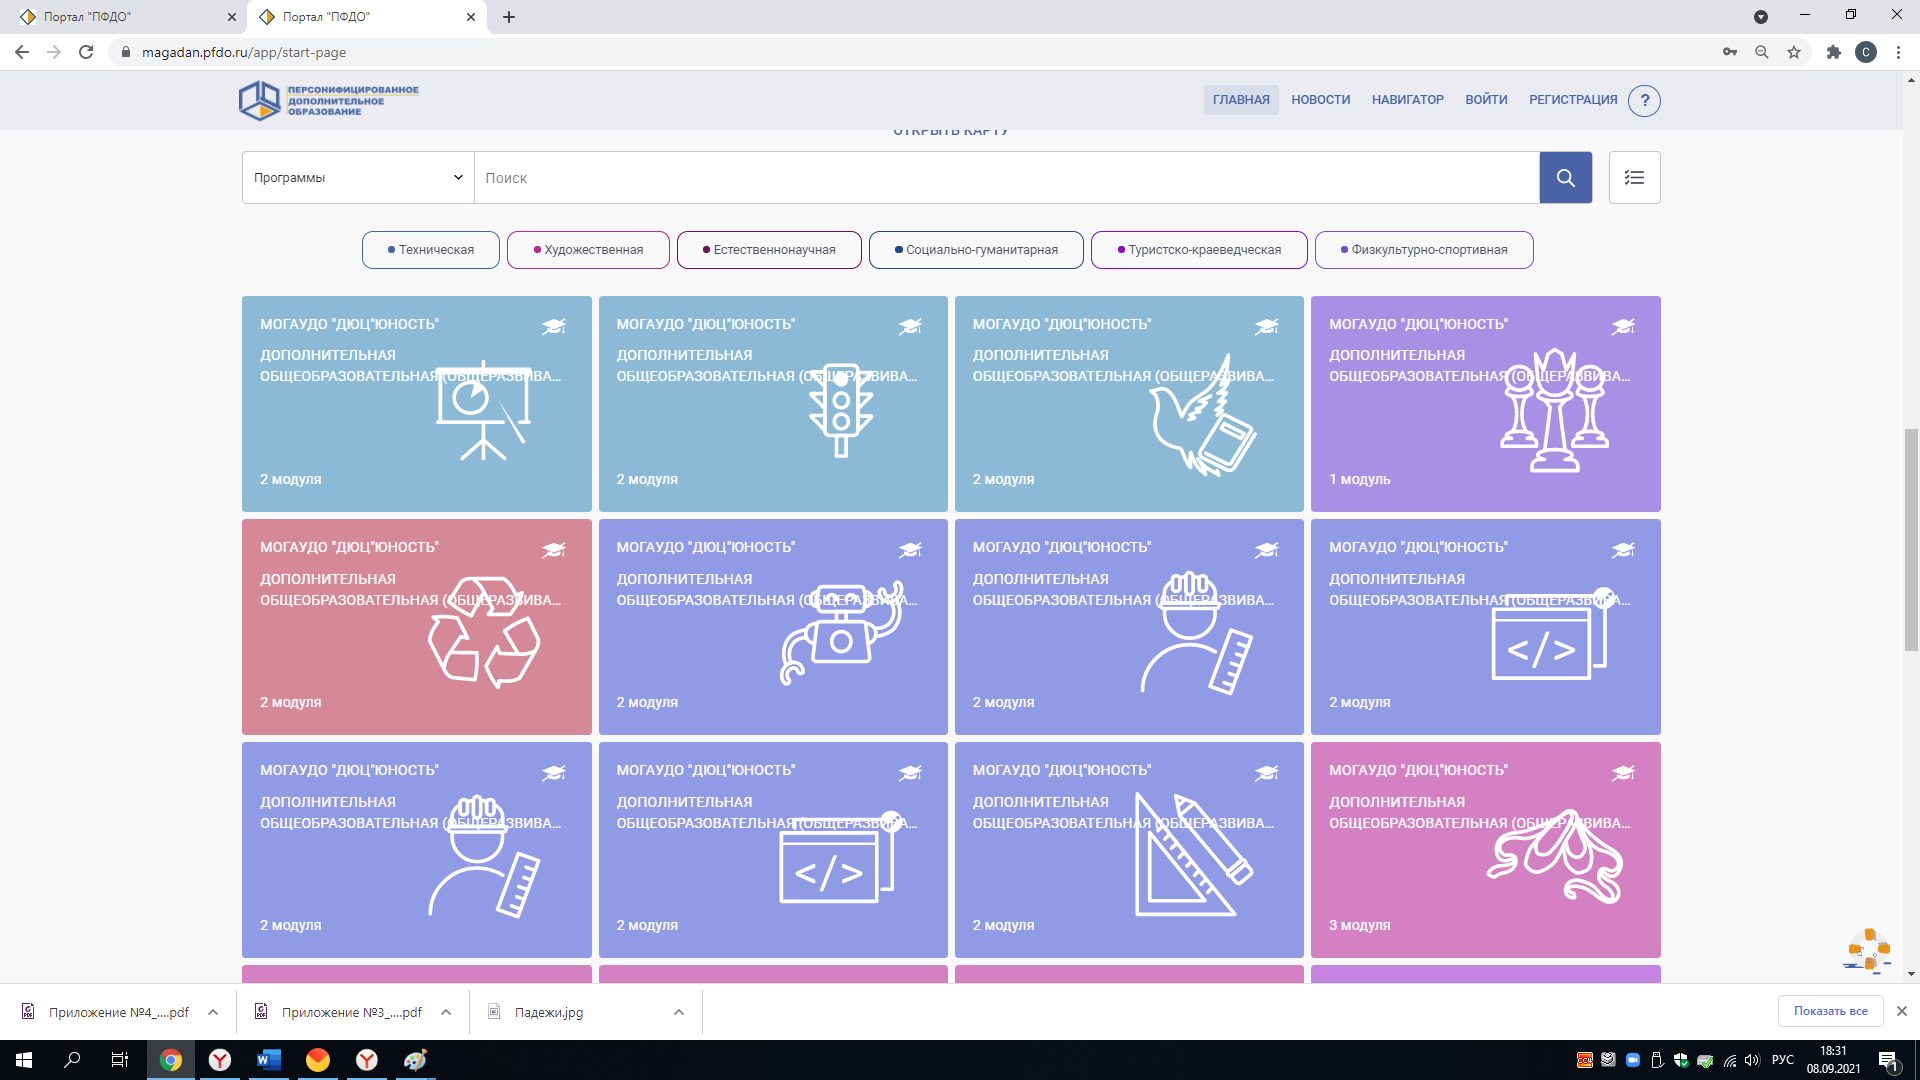 Портал "ПФДО"
Портал "ПФДО"
magadan.pfdo.ru/app/start-page
С
ПЕРСОНИФИЦИРОВАННОЕ
ДОПОЛНИТЕЛЬНОЕ
ОБРАЗОВАНИЕ
ГЛАВНАЯ НОВОСТИ НАВИГАТОР ВОЙТИ РЕГИСТРАЦИЯ ?
ОТКРЫТЬ КАРТУ
Программы Поиск
Техническая Художественная Естественнонаучная Социально-гуманитарная Туристско-краеведческая Физкультурно-спортивная
МОГАУДО "ДЮЦ"ЮНОСТЬ"
ДОПОЛНИТЕЛЬНАЯ
ОБЩЕОБРАЗОВАТЕЛЬНАЯ (ОБЩЕРАЗВИВА...
2 модуля
МОГАУДО "ДЮЦ"ЮНОСТЬ"
ДОПОЛНИТЕЛЬНАЯ
ОБЩЕОБРАЗОВАТЕЛЬНАЯ (ОБЩЕРАЗВИВА...
2 модуля
МОГАУДО "ДЮЦ"ЮНОСТЬ"
ДОПОЛНИТЕЛЬНАЯ
ОБЩЕОБРАЗОВАТЕЛЬНАЯ (ОБЩЕРАЗВИВА...
2 модуля
МОГАУДО "ДЮЦ"ЮНОСТЬ"
ДОПОЛНИТЕЛЬНАЯ
ОБЩЕОБРАЗОВАТЕЛЬНАЯ (ОБЩЕРАЗВИВА...
1 модуль
МОГАУДО "ДЮЦ"ЮНОСТЬ"
ДОПОЛНИТЕЛЬНАЯ
ОБЩЕОБРАЗОВАТЕЛЬНАЯ (ОБЩЕРАЗВИВА...
2 модуля
МОГАУДО "ДЮЦ"ЮНОСТЬ"
ДОПОЛНИТЕЛЬНАЯ
ОБЩЕОБРАЗОВАТЕЛЬНАЯ (ОБЩЕРАЗВИВА...
2 модуля
МОГАУДО "ДЮЦ"ЮНОСТЬ"
ДОПОЛНИТЕЛЬНАЯ
ОБЩЕОБРАЗОВАТЕЛЬНАЯ (ОБЩЕРАЗВИВА...
2 модуля
МОГАУДО "ДЮЦ"ЮНОСТЬ"
ДОПОЛНИТЕЛЬНАЯ
ОБЩЕОБРАЗОВАТЕЛЬНАЯ (ОБЩЕРАЗВИВА...
</>
2 модуля
МОГАУДО "ДЮЦ"ЮНОСТЬ"
ДОПОЛНИТЕЛЬНАЯ
ОБЩЕОБРАЗОВАТЕЛЬНАЯ (ОБЩЕРАЗВИВА...
2 модуля
МОГАУДО "ДЮЦ"ЮНОСТЬ"
ДОПОЛНИТЕЛЬНАЯ
ОБЩЕОБРАЗОВАТЕЛЬНАЯ (ОБЩЕРАЗВИВА...
</>
2 модуля
МОГАУДО "ДЮЦ"ЮНОСТЬ"
ДОПОЛНИТЕЛЬНАЯ
ОБЩЕОБРАЗОВАТЕЛЬНАЯ (ОБЩЕРАЗВИВА...
2 модуля
МОГАУДО "ДЮЦ"ЮНОСТЬ"
ДОПОЛНИТЕЛЬНАЯ
ОБЩЕОБРАЗОВАТЕЛЬНАЯ (ОБЩЕРАЗВИВА...
3 модуля
Приложение №4_....pdf Приложение №3_....pdf Падежи.jpg Показать все
РУС
18:31
08.09.2021
1